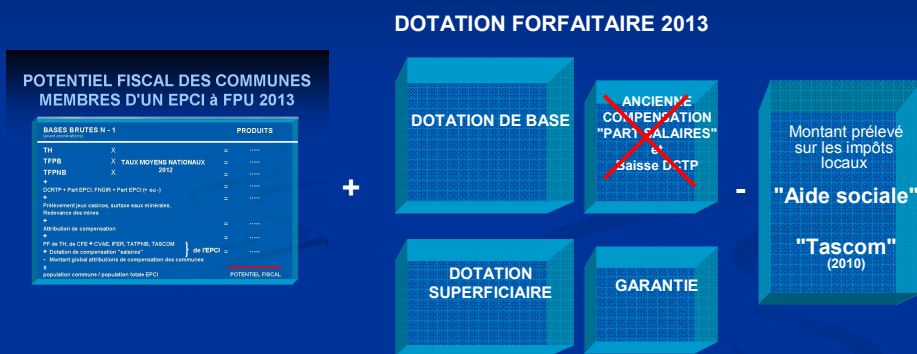 DOTATION FORFAITAIRE 2013
POTENTIEL FISCAL DES COMMUNES
MEMBRES D'UN EPCI à FPU 2013
BASES BRUTES N - 1 PRODUITS
(avant exonérations)
TH X = .....
TFPB X TAUX MOYENS NATIONAUX = .....
TFPNB X 2012 = .....
+
DCRTP + Part EPCI, FNGIR + Part EPCI (+ ou -) = .....
+
Prélèvement jeux casinos, surtaxe eaux minérales,
Redevance des mines
+ = .....
Attribution de compensation
+ = .....
PF de TH, de CFE + CVAE, IFER, TATPNB, TASCOM
+ Dotation de compensation "salaires" } de l'EPCI = .....
- Montant global attributions de compensation des communes
X
population commune / population totale EPCI POTENTIEL FISCAL
+
DOTATION DE BASE
ANCIENNE
COMPENSATION
"PART SALAIRES"
et
Baisse DCTP
DOTATION
SUPERFICIAIRE
GARANTIE
-
Montant prélevé
sur les impôts
locaux
"Aide sociale"
"Tascom"
(2010)